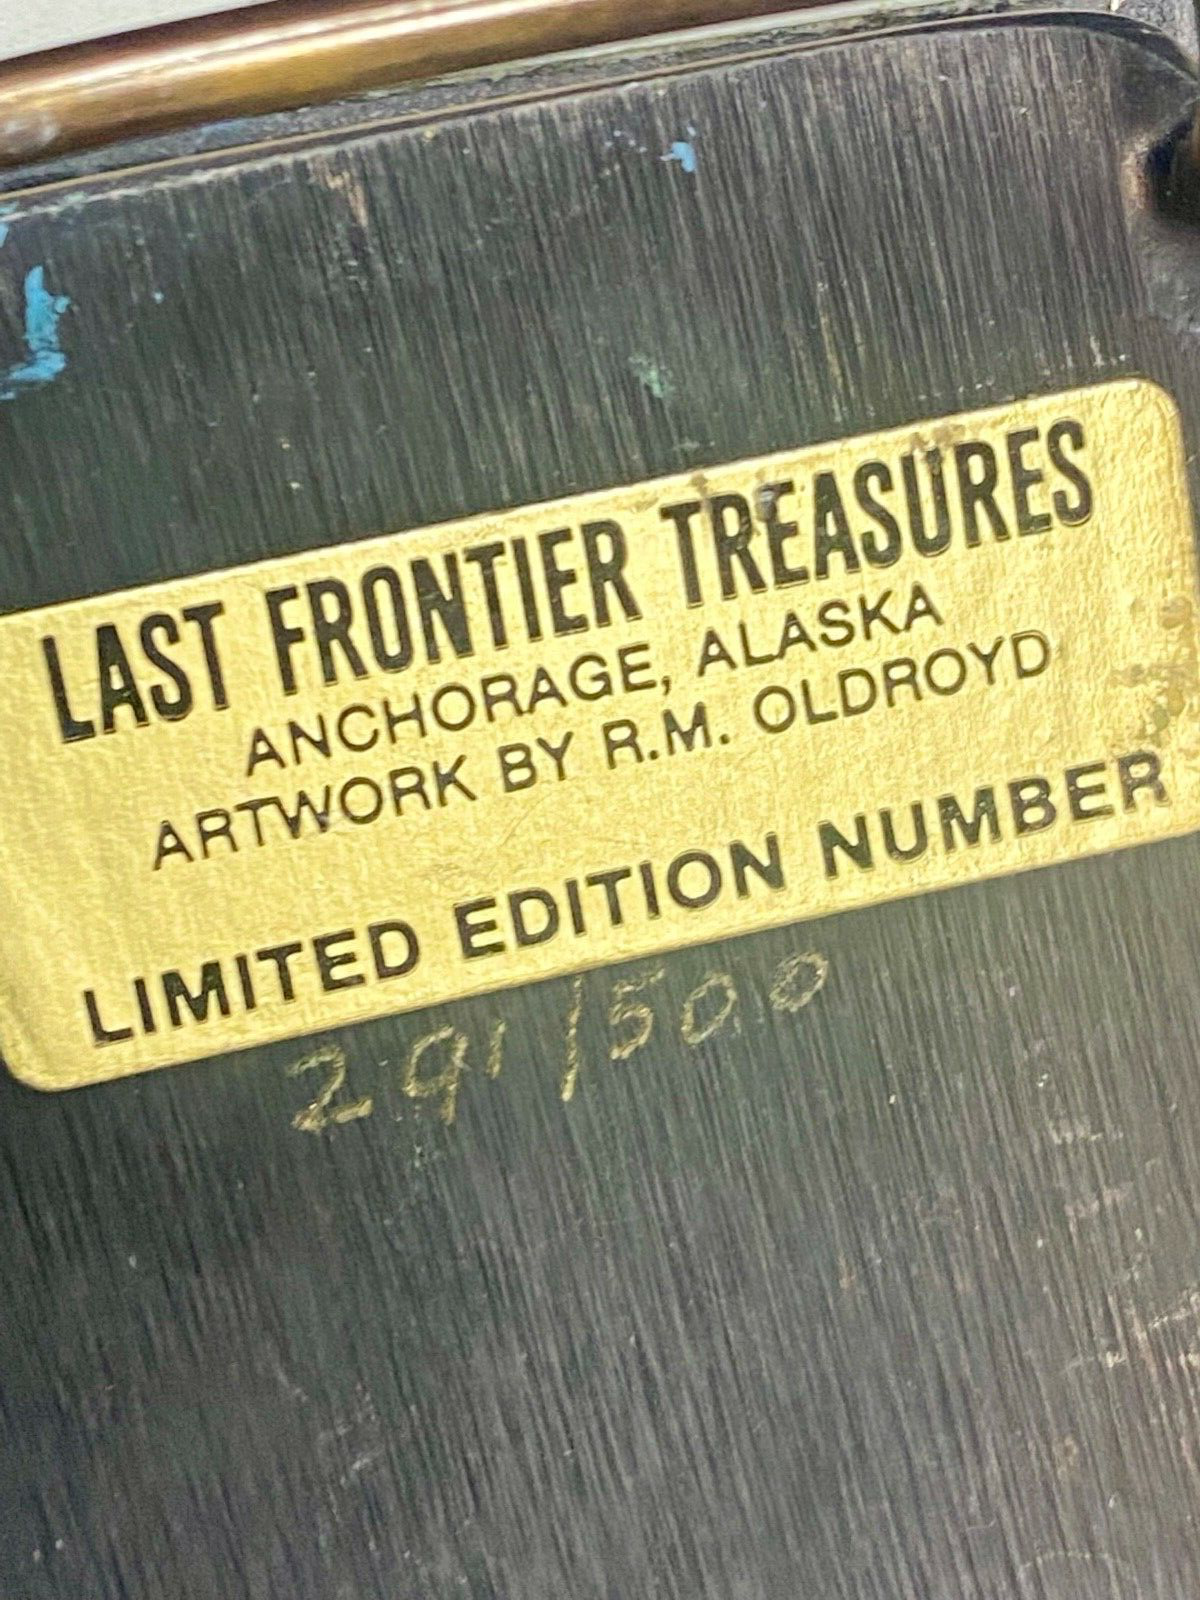 LAST FRONTIER TREASURES
ANCHORAGE, ALASKA
ARTWORK BY R.M. OLDROYD
LIMITED EDITION NUMBER
291/500